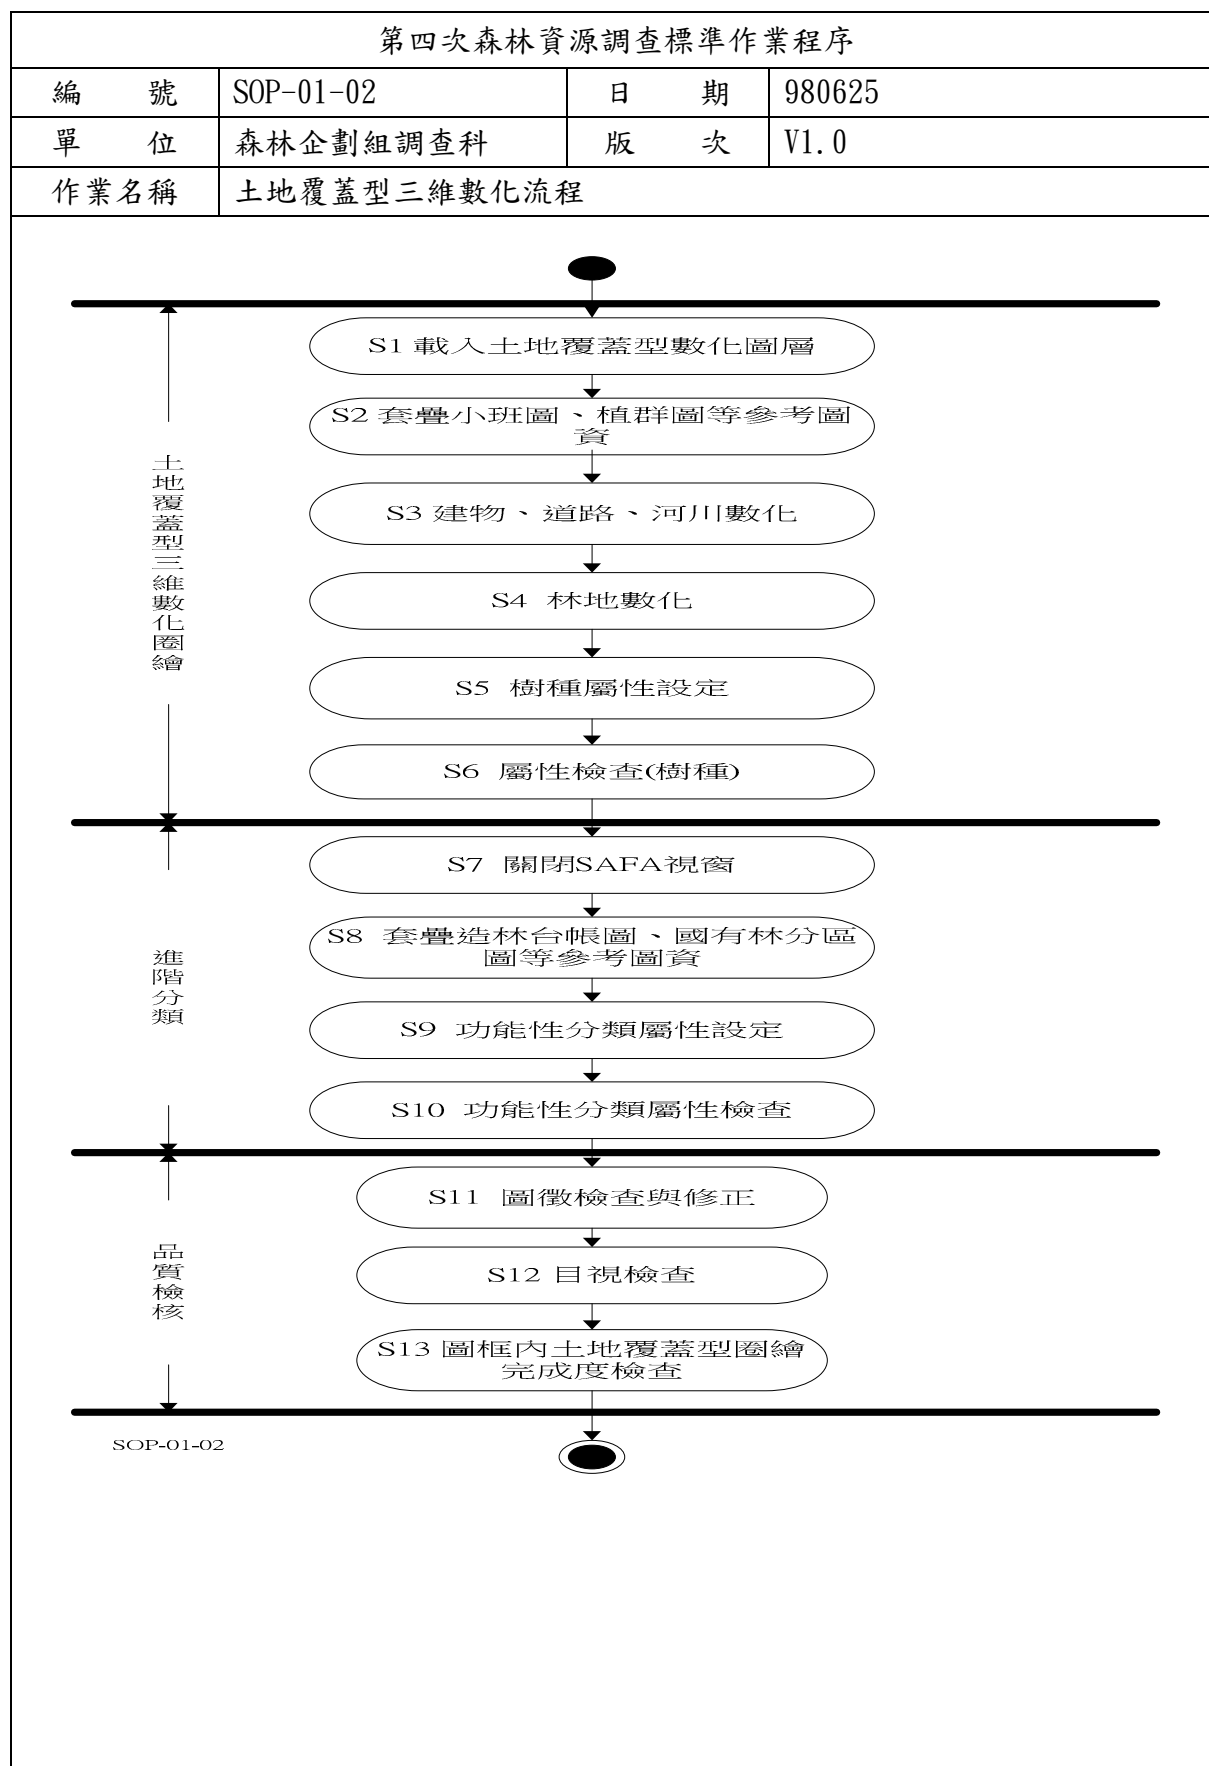 第四次森林資源調查標準作業程序
編 號 SOP-01-02 日 期 980625
單 位 森林企劃組調查科 版 次 V1.0
作業名稱 土地覆蓋型三維數化流程
土地覆蓋型三維數化圈繪
S1 載入土地覆蓋型數化圖層
S2 套疊小班圖、植群圖等參考圖
資
S3 建物、道路、河川數化
S4 林地數化
S5 樹種屬性設定
S6 屬性檢查(樹種)
進階分類
S7 關閉SAFA視窗
S8 套疊造林台帳圖、國有林分區
圖等參考圖資
S9 功能性分類屬性設定
S10 功能性分類屬性檢查
品質檢核
S11 圖徵檢查與修正
S12 目視檢查
S13 圖框內土地覆蓋型圈繪
完成度檢查
SOP-01-02